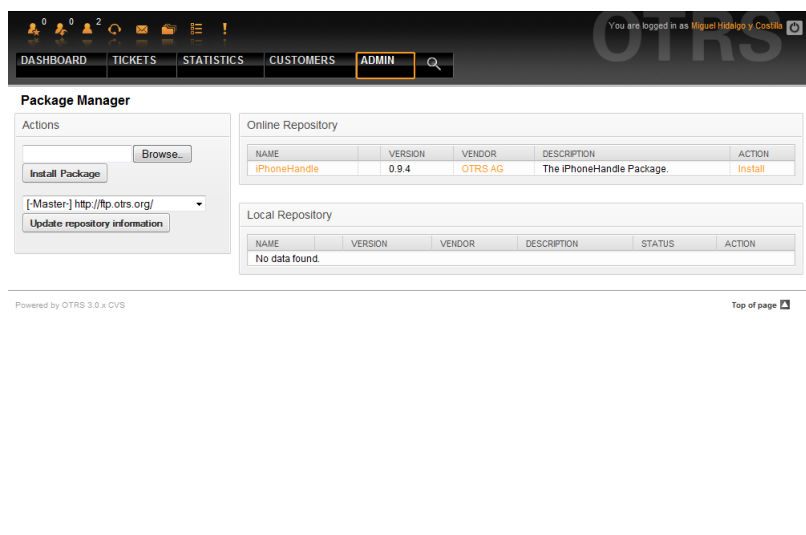 0 0 2
OTRS
You are logged in as Miguel Hidalgo y Costilla
DASHBOARD TICKETS STATISTICS CUSTOMERS ADMIN
Package Manager
Actions
Browse..
Install Package
[-Master-] http://ftp.otrs.org/
Update repository information
Online Repository
NAME VERSION VENDOR DESCRIPTION ACTION
iPhoneHandle 0.9.4 OTRS AG The iPhoneHandle Package. Install
Local Repository
NAME VERSION VENDOR DESCRIPTION STATUS ACTION
No data found.
Powered by OTRS 3.0.x CVS
Top of page